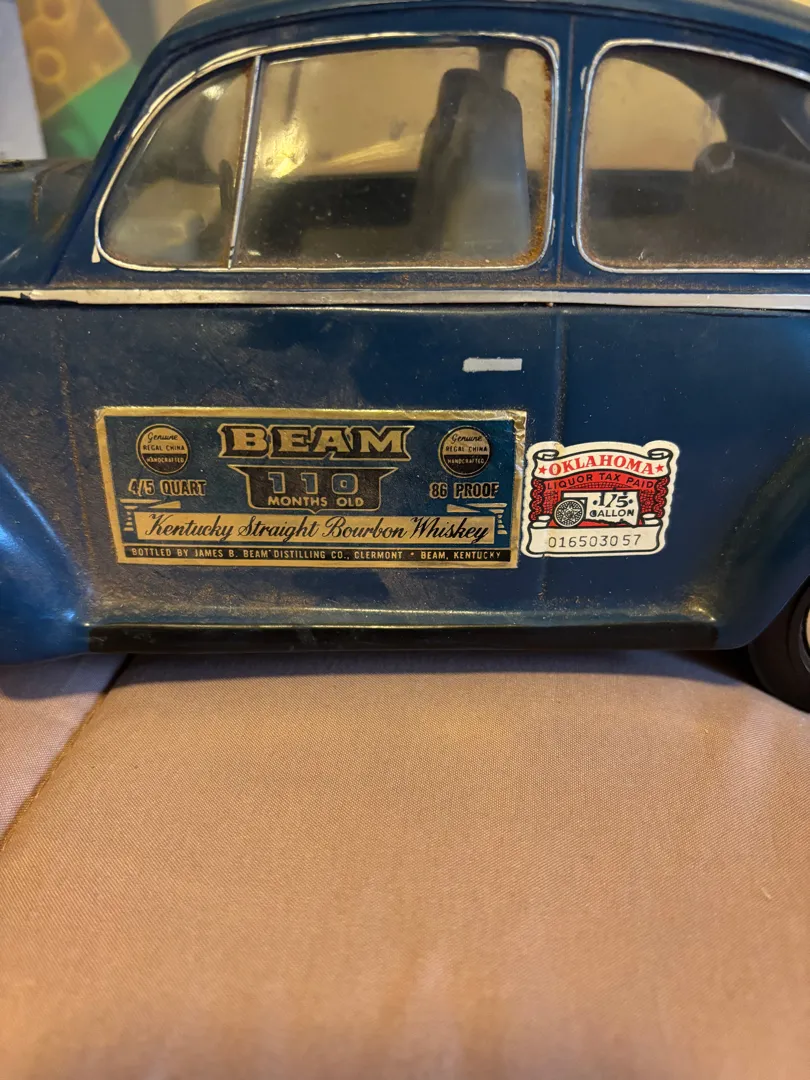 Genuine
REGAL CHINA
HANDCRAFTED
BEAM
Genuine
REGAL CHINA
HANDCRAFTED
4/5 QUART
110
MONTHS OLD
86 PROOF
Kentucky Straight Bourbon Whiskey
BOTTLED BY JAMES B. BEAM DISTILLING CO., CLERMONT • BEAM, KENTUCKY
OKLAHOMA
LIQUOR TAX PAID
1/5
GALLON
016503057